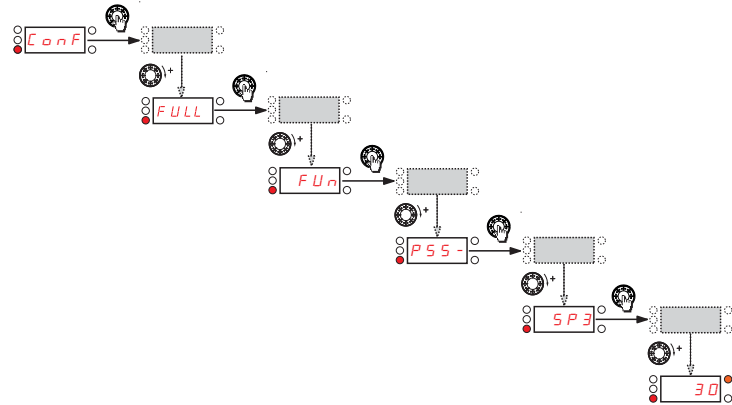 ConF
+
FULL
+
FUn
+
PSS-
+
SP3
+
30